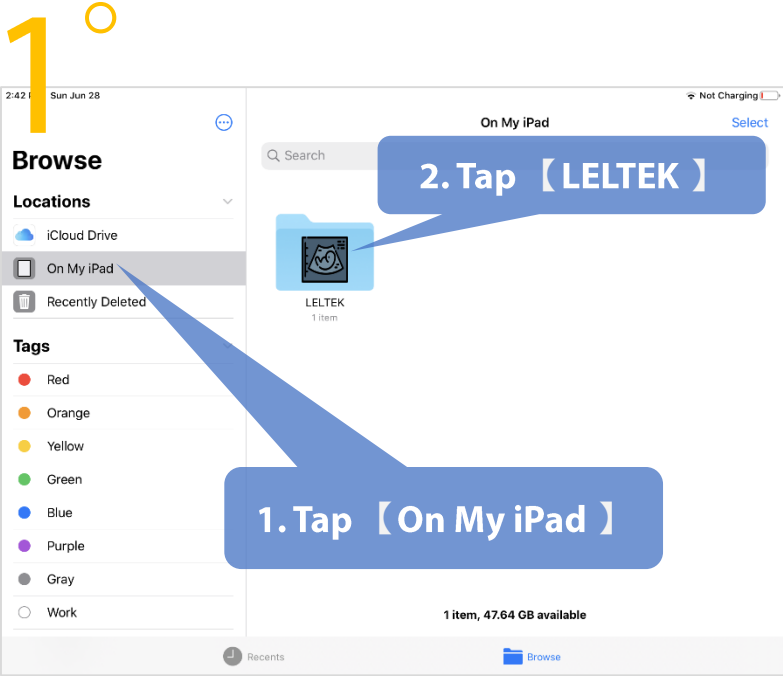 1°
2:42
Sun Jun 28
Not Charging
On My iPad
Select
Browse
Search
2. Tap 【LELTEK 】
Locations
iCloud Drive
On My iPad
Recently Deleted
LELTEK
1 item
Tags
Red
Orange
Yellow
Green
Blue
Purple
Gray
Work
1. Tap 【On My iPad 】
1 item, 47.64 GB available
Recents
Browse